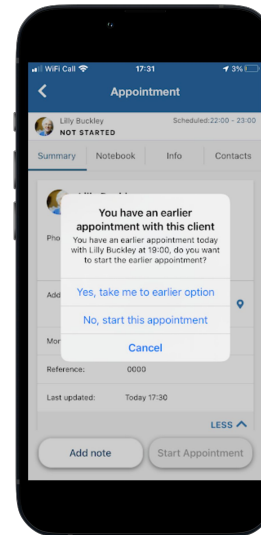 WiFi Call 17:31 3%
Appointment
Lilly Buckley Scheduled:22:00 - 23:00
NOT STARTED
Summary Notebook Info Contacts
You have an earlier
appointment with this client
You have an earlier appointment today
with Lilly Buckley at 19:00, do you want
to start the earlier appointment?
Pho
Yes, take me to earlier option
Add
No, start this appointment
Mor
Cancel
Reference: 0000
Last updated: Today 17:30
LESS
Add note Start Appointment